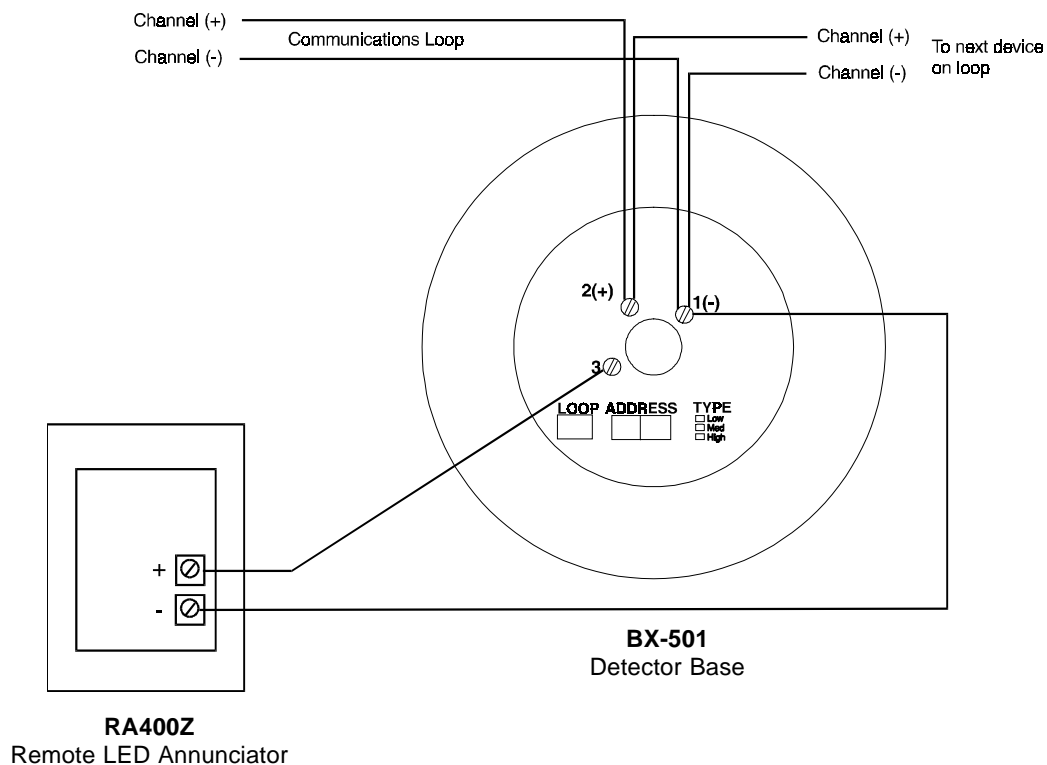 Channel (+)
Communications Loop
Channel (-)
Channel (+)
Channel (-)
To next device
on loop
2(+)
1(-)
3
LOOP ADDRESS TYPE
Low
Med
High
+
-
BX-501
Detector Base
RA400Z
Remote LED Annunciator